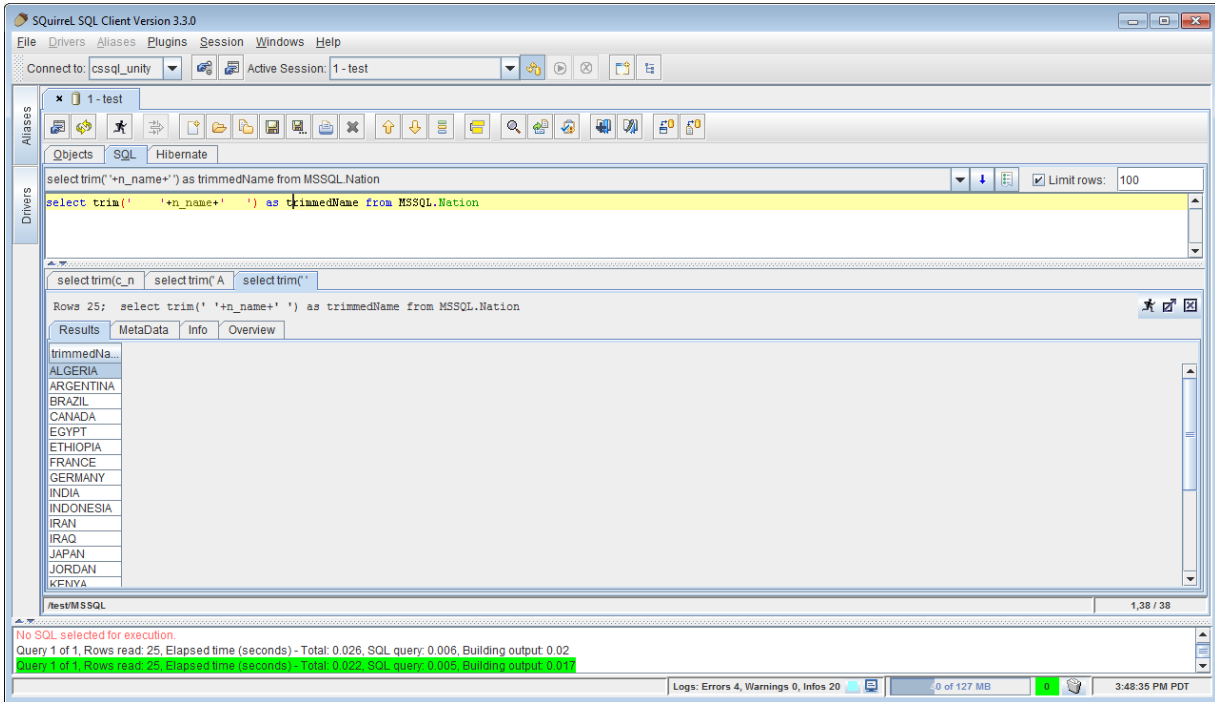 SQuirreL SQL Client Version 3.3.0
File Drivers Aliases Plugins Session Windows Help
Connect to: cssql_unity Active Session: 1 - test
Aliases
Drivers
1 - test
Objects SQL Hibernate
select trim(' '+n_name+' ') as trimmedName from MSSQL.Nation Limit rows: 100
select trim('    '+n_name+'   ') as trimmedName from MSSQL.Nation
select trim(c_n select trim(' A select trim(' '
Rows 25; select trim(' '+n_name+' ') as trimmedName from MSSQL.Nation
Results MetaData Info Overview
trimmedNa...
ALGERIA
ARGENTINA
BRAZIL
CANADA
EGYPT
ETHIOPIA
FRANCE
GERMANY
INDIA
INDONESIA
IRAN
IRAQ
JAPAN
JORDAN
KENYA
/test/MSSQL 1,38 / 38
No SQL selected for execution.
Query 1 of 1, Rows read: 25, Elapsed time (seconds) - Total: 0.026, SQL query: 0.006, Building output: 0.02
Query 1 of 1, Rows read: 25, Elapsed time (seconds) - Total: 0.022, SQL query: 0.005, Building output: 0.017
Logs: Errors 4, Warnings 0, Infos 20 0 of 127 MB 0 3:48:35 PM PDT